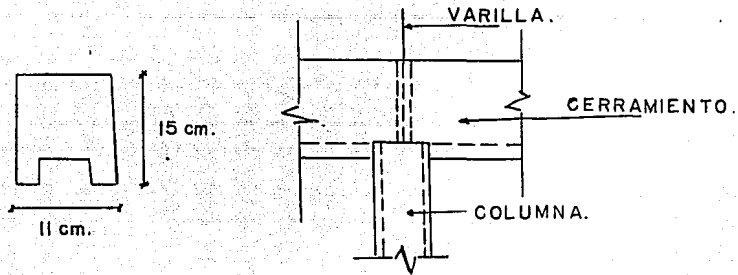 VARILLA.
15 cm.
CERRAMIENTO.
COLUMNA.
11 cm.